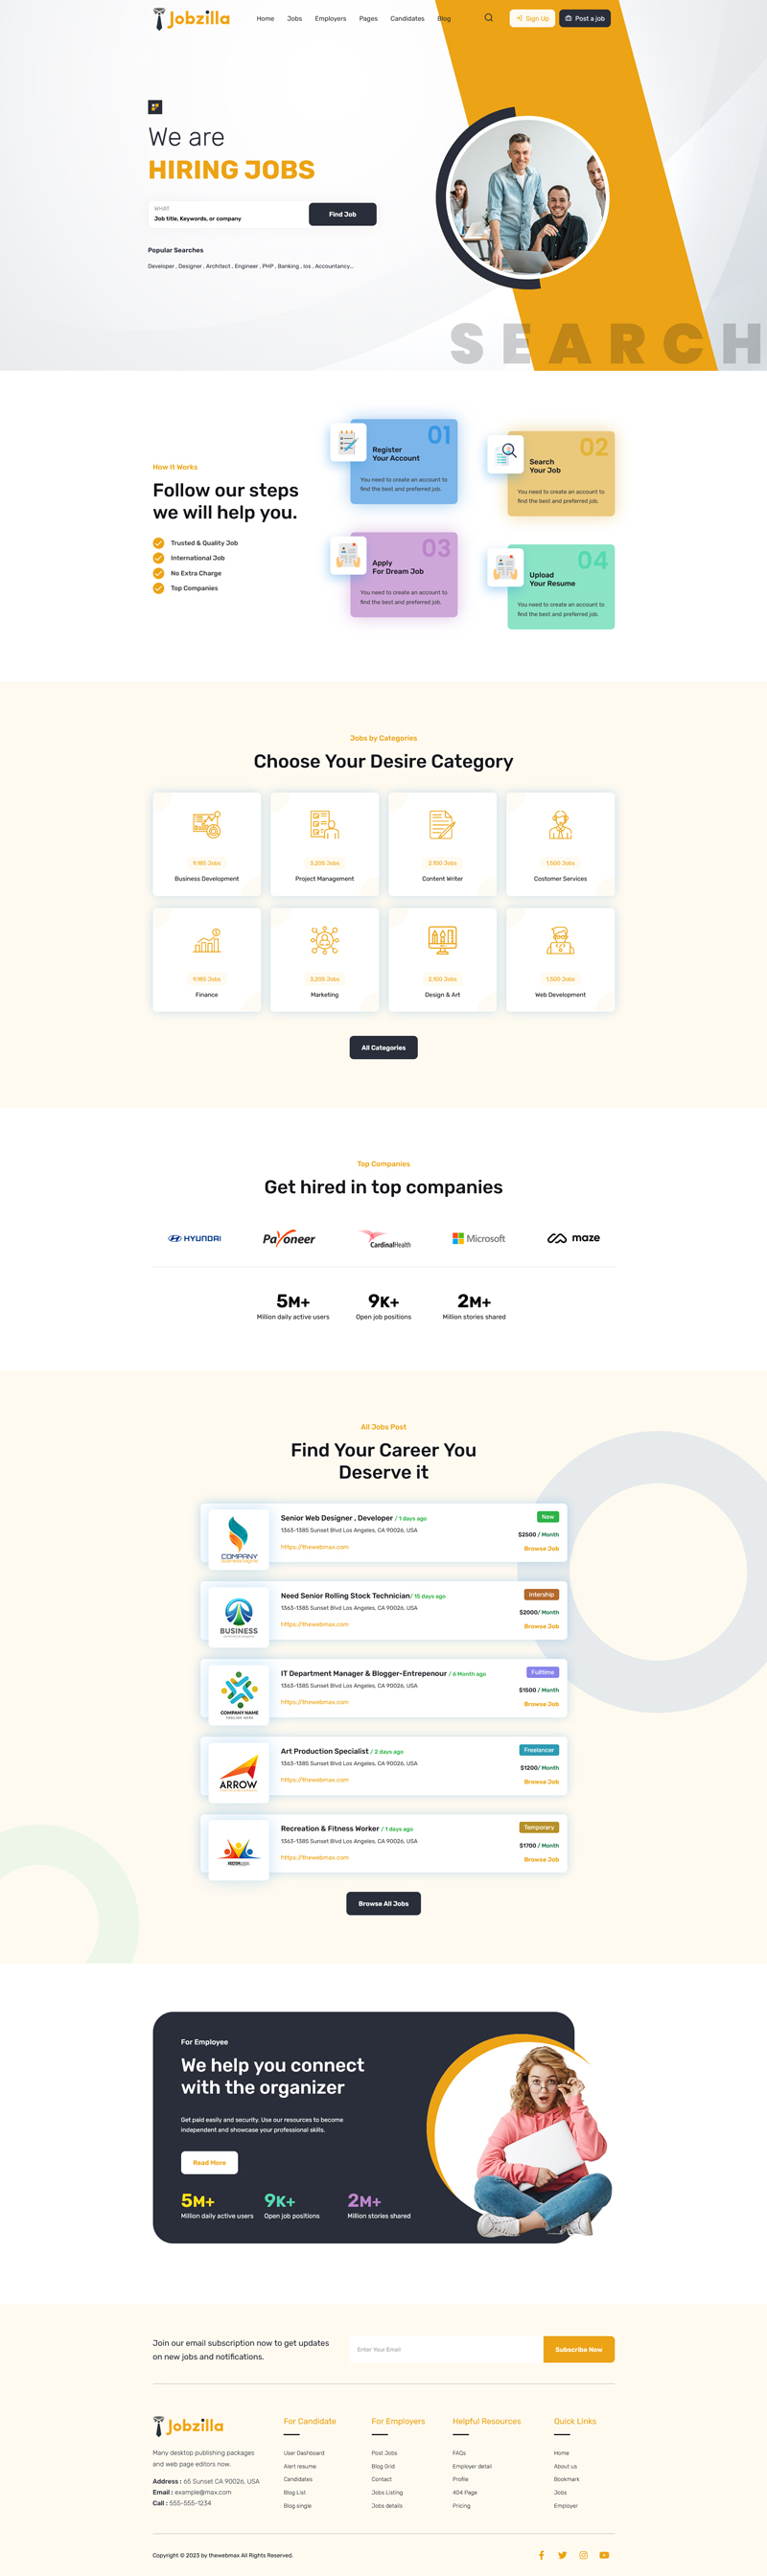 Jobzilla
Home Jobs Employers Pages Candidates Blog
Sign Up
Post a job
We are
HIRING JOBS
WHAT
Job title, Keywords, or company
Find Job
Popular Searches
Developer , Designer , Architect , Engineer , PHP , Banking , Ios , Accountancy...
SEARCH
How It Works
Follow our steps
we will help you.
Trusted & Quality Job
International Job
No Extra Charge
Top Companies
01
Register
Your Account
You need to create an account to
find the best and preferred job.
02
Search
Your Job
You need to create an account to
find the best and preferred job.
03
Apply
For Dream Job
You need to create an account to
find the best and preferred job.
04
Upload
Your Resume
You need to create an account to
find the best and preferred job.
Jobs by Categories
Choose Your Desire Category
9,185 Jobs
Business Development
3,205 Jobs
Project Management
2,100 Jobs
Content Writer
1,500 Jobs
Costomer Services
9,185 Jobs
Finance
3,205 Jobs
Marketing
2,100 Jobs
Design & Art
1,500 Jobs
Web Development
All Categories
Top Companies
Get hired in top companies
HYUNDAI
Payoneer
CardinalHealth
Microsoft
maze
5M+
Million daily active users
9K+
Open job positions
2M+
Million stories shared
All Jobs Post
Find Your Career You
Deserve it
COMPANY
Senior Web Designer , Developer / 1 days ago
1363-1385 Sunset Blvd Los Angeles, CA 90026, USA
https://thewebmax.com
New
$2500 / Month
Browse Job
BUSINESS
Need Senior Rolling Stock Technician/ 15 days ago
1363-1385 Sunset Blvd Los Angeles, CA 90026, USA
https://thewebmax.com
Intership
$2000/ Month
Browse Job
COMPANY NAME
TAGLINE HERE
IT Department Manager & Blogger-Entrepenour / 6 Month ago
1363-1385 Sunset Blvd Los Angeles, CA 90026, USA
https://thewebmax.com
Fulltime
$1500 / Month
Browse Job
ARROW
Art Production Specialist / 2 days ago
1363-1385 Sunset Blvd Los Angeles, CA 90026, USA
https://thewebmax.com
Freelancer
$1200/ Month
Browse Job
Recreation & Fitness Worker / 1 days ago
1363-1385 Sunset Blvd Los Angeles, CA 90026, USA
https://thewebmax.com
Temporary
$1700 / Month
Browse Job
Browse All Jobs
For Employee
We help you connect
with the organizer
Get paid easily and security. Use our resources to become
independent and showcase your professional skills.
Read More
5M+
Million daily active users
9K+
Open job positions
2M+
Million stories shared
Join our email subscription now to get updates
on new jobs and notifications.
Enter Your Email
Subscribe Now
Jobzilla
Many desktop publishing packages
and web page editors now.
Address : 65 Sunset CA 90026, USA
Email : example@max.com
Call : 555-555-1234
For Candidate
User Dashboard
Alert resume
Candidates
Blog List
Blog single
For Employers
Post Jobs
Blog Grid
Contact
Jobs Listing
Jobs details
Helpful Resources
FAQs
Employer detail
Profile
404 Page
Pricing
Quick Links
Home
About us
Bookmark
Jobs
Employer
Copyright © 2023 by thewebmax All Rights Reserved.